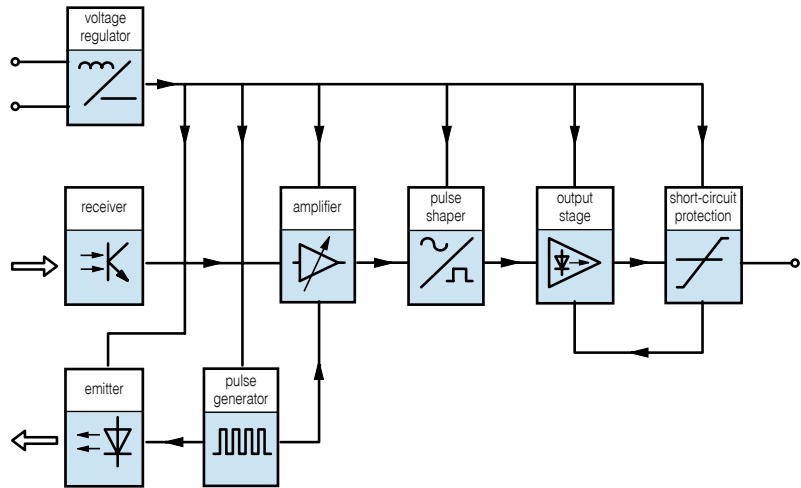 voltage
regulator
receiver
amplifier
pulse
shaper
output
stage
short-circuit
protection
emitter
pulse
generator